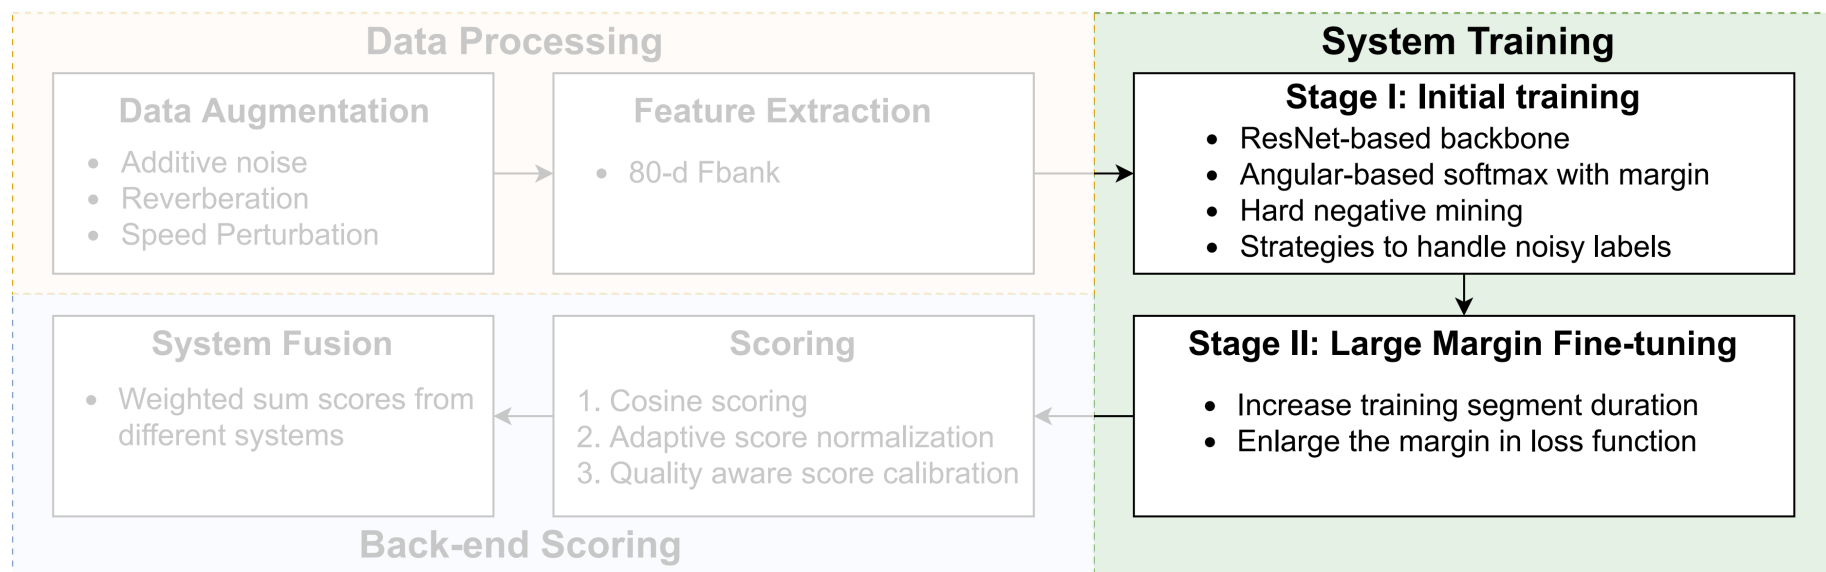 Data Processing
Data Augmentation
• Additive noise
• Reverberation
• Speed Perturbation
Feature Extraction
• 80-d Fbank
System Training
Stage I: Initial training
• ResNet-based backbone
• Angular-based softmax with margin
• Hard negative mining
• Strategies to handle noisy labels
Stage II: Large Margin Fine-tuning
• Increase training segment duration
• Enlarge the margin in loss function
Scoring
1. Cosine scoring
2. Adaptive score normalization
3. Quality aware score calibration
System Fusion
• Weighted sum scores from
different systems
Back-end Scoring